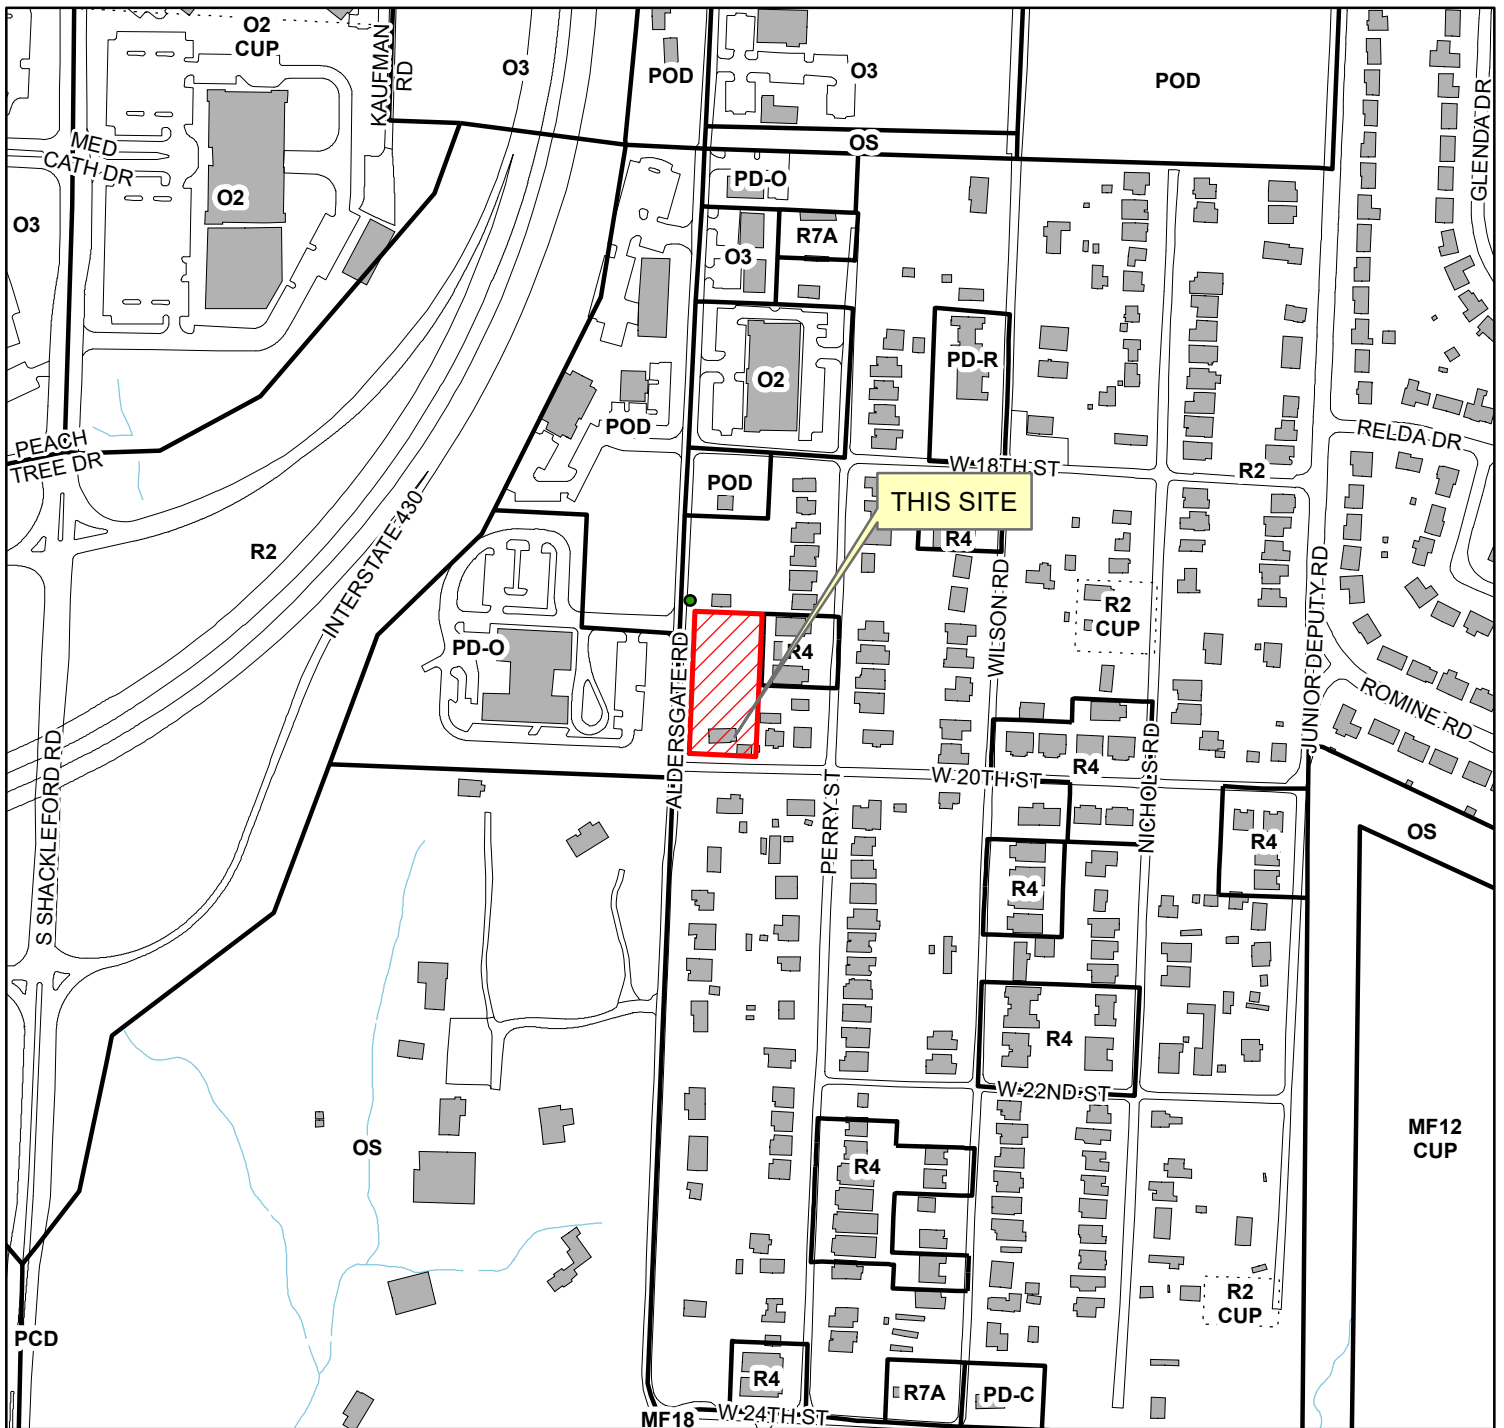 O2
CUP
KAUFMAN
RD
O3
POD
O3
POD
GLENDA DR
MED
CATH DR
OS
O2
O3
PD-O
R7A
O3
PD-R
O2
POD
PEACH
TREE DR
RELDA DR
W 18TH ST
R2
POD
THIS SITE
R4
INTERSTATE 430
R2
JUNIOR DEPUTY RD
WILSON RD
R2
CUP
PD-O
ALDERSGATE RD
R4
ROMINE RD
S SHACKLEFORD RD
NICHOLS RD
R4
W 20TH ST
PERRY ST
OS
R4
R4
R4
W 22ND ST
OS
MF12
CUP
R4
R2
CUP
PCD
R4
R7A
PD-C
MF18
W 24TH ST